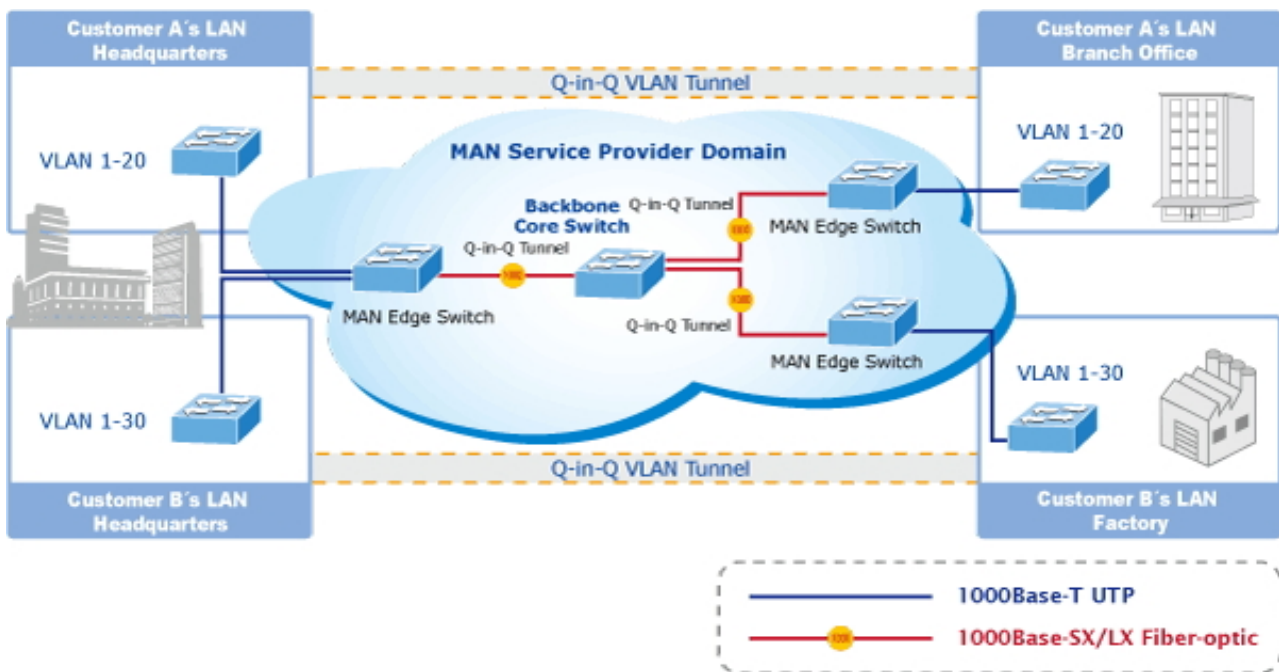 Customer A´s LAN
Headquarters
Customer A´s LAN
Branch Office
Q-in-Q VLAN Tunnel
VLAN 1-20
MAN Service Provider Domain
VLAN 1-20
Backbone
Core Switch
Q-in-Q Tunnel
MAN Edge Switch
Q-in-Q Tunnel
MAN Edge Switch
Q-in-Q Tunnel
MAN Edge Switch
VLAN 1-30
VLAN 1-30
Q-in-Q VLAN Tunnel
Customer B´s LAN
Headquarters
Customer B´s LAN
Factory
1000Base-T UTP
1000Base-SX/LX Fiber-optic